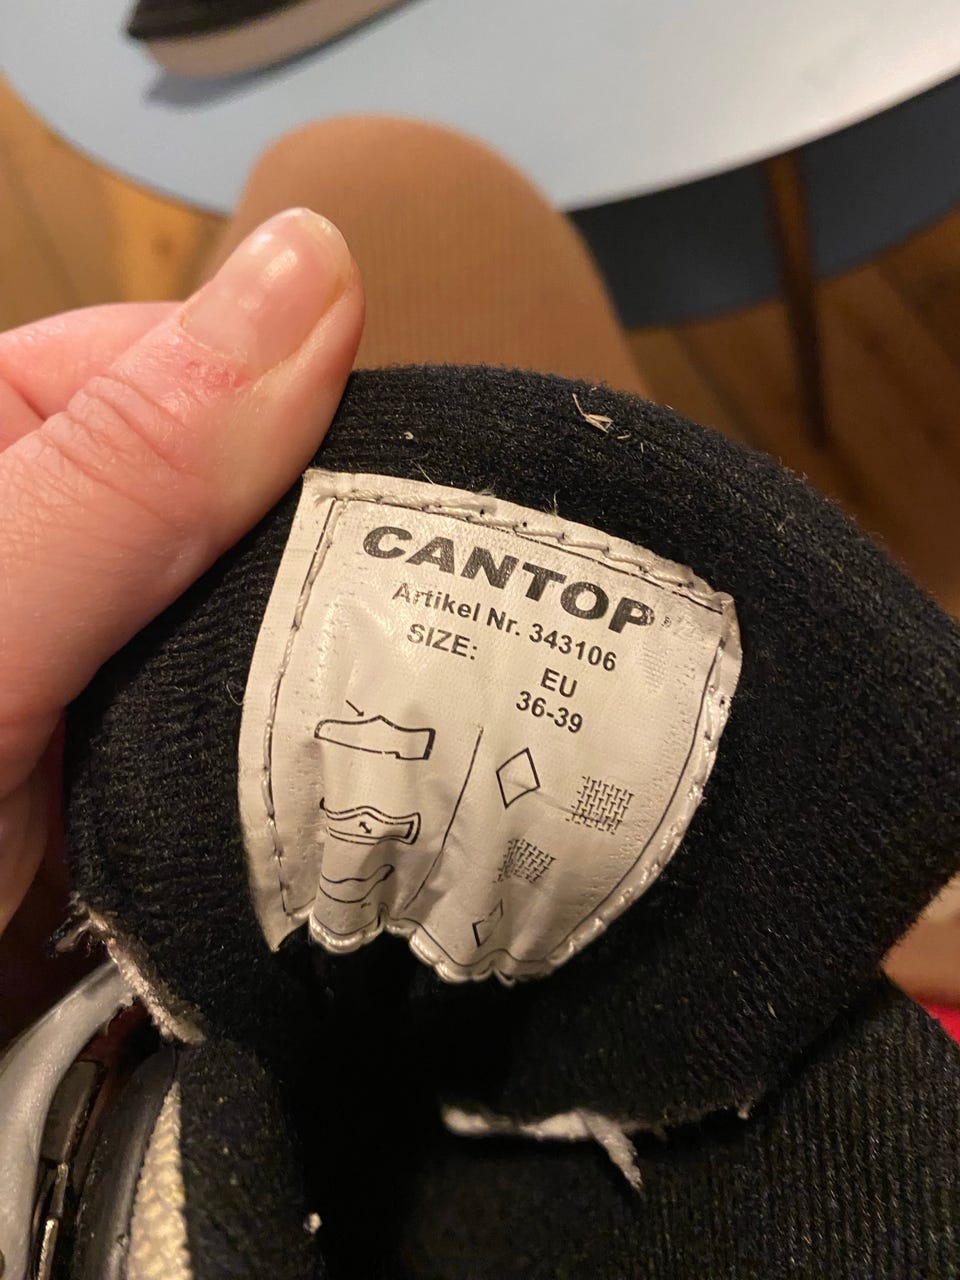 CANTOP
Artikel Nr. 343106
SIZE:
EU
36-39